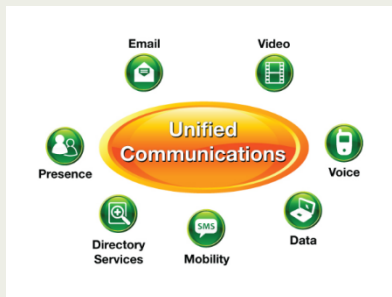 Email
Video
Unified
Communications
Presence
Voice
Directory
Services
SMS
Mobility
Data